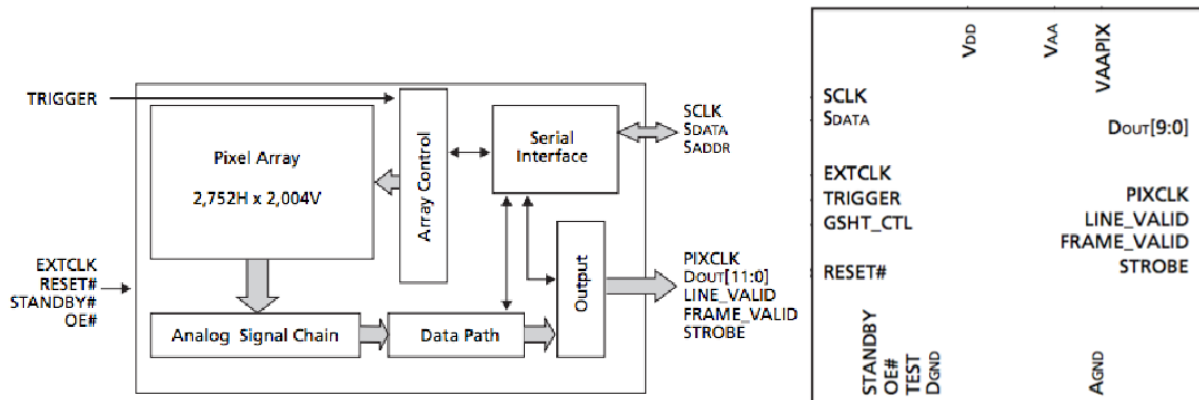 TRIGGER
Pixel Array
2,752H x 2,004V
Array Control
Serial
Interface
SCLK
SDATA
SADDR
EXTCLK
RESET#
STANDBY#
OE#
Analog Signal Chain
Data Path
Output
PIXCLK
DOUT[11:0]
LINE_VALID
FRAME_VALID
STROBE
VDD
VAA
VAAPIX
SCLK
SDATA
DOUT[9:0]
EXTCLK
TRIGGER
GSHT_CTL
PIXCLK
LINE_VALID
FRAME_VALID
STROBE
RESET#
STANDBY
OE#
TEST
DGND
AGND